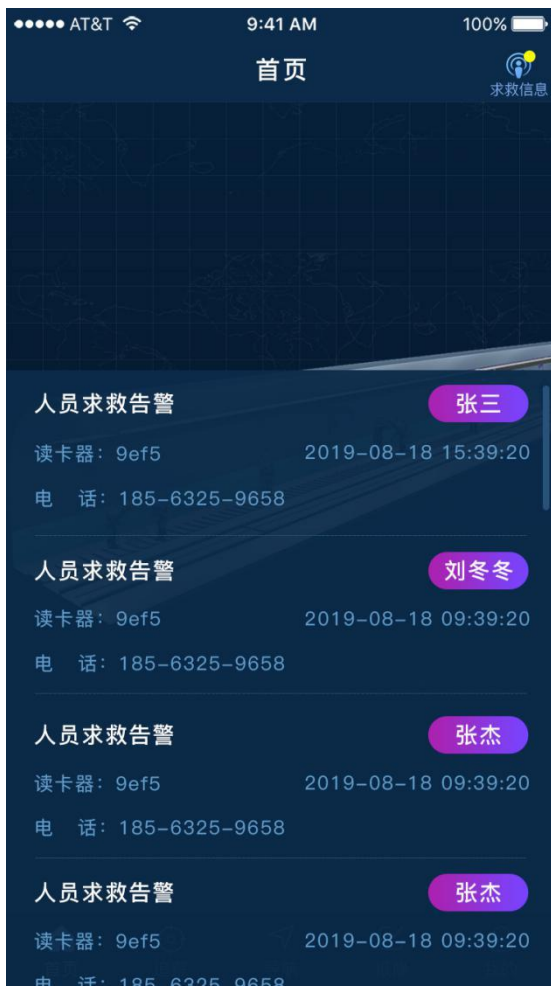 AT&T 9:41 AM 100%
首页
求救信息
人员求救告警 张三
读卡器：9ef5 2019-08-18 15:39:20
电 话：185-6325-9658
人员求救告警 刘冬冬
读卡器：9ef5 2019-08-18 09:39:20
电 话：185-6325-9658
人员求救告警 张杰
读卡器：9ef5 2019-08-18 09:39:20
电 话：185-6325-9658
人员求救告警 张杰
读卡器：9ef5 2019-08-18 09:39:20
电 话：185-6325-9658